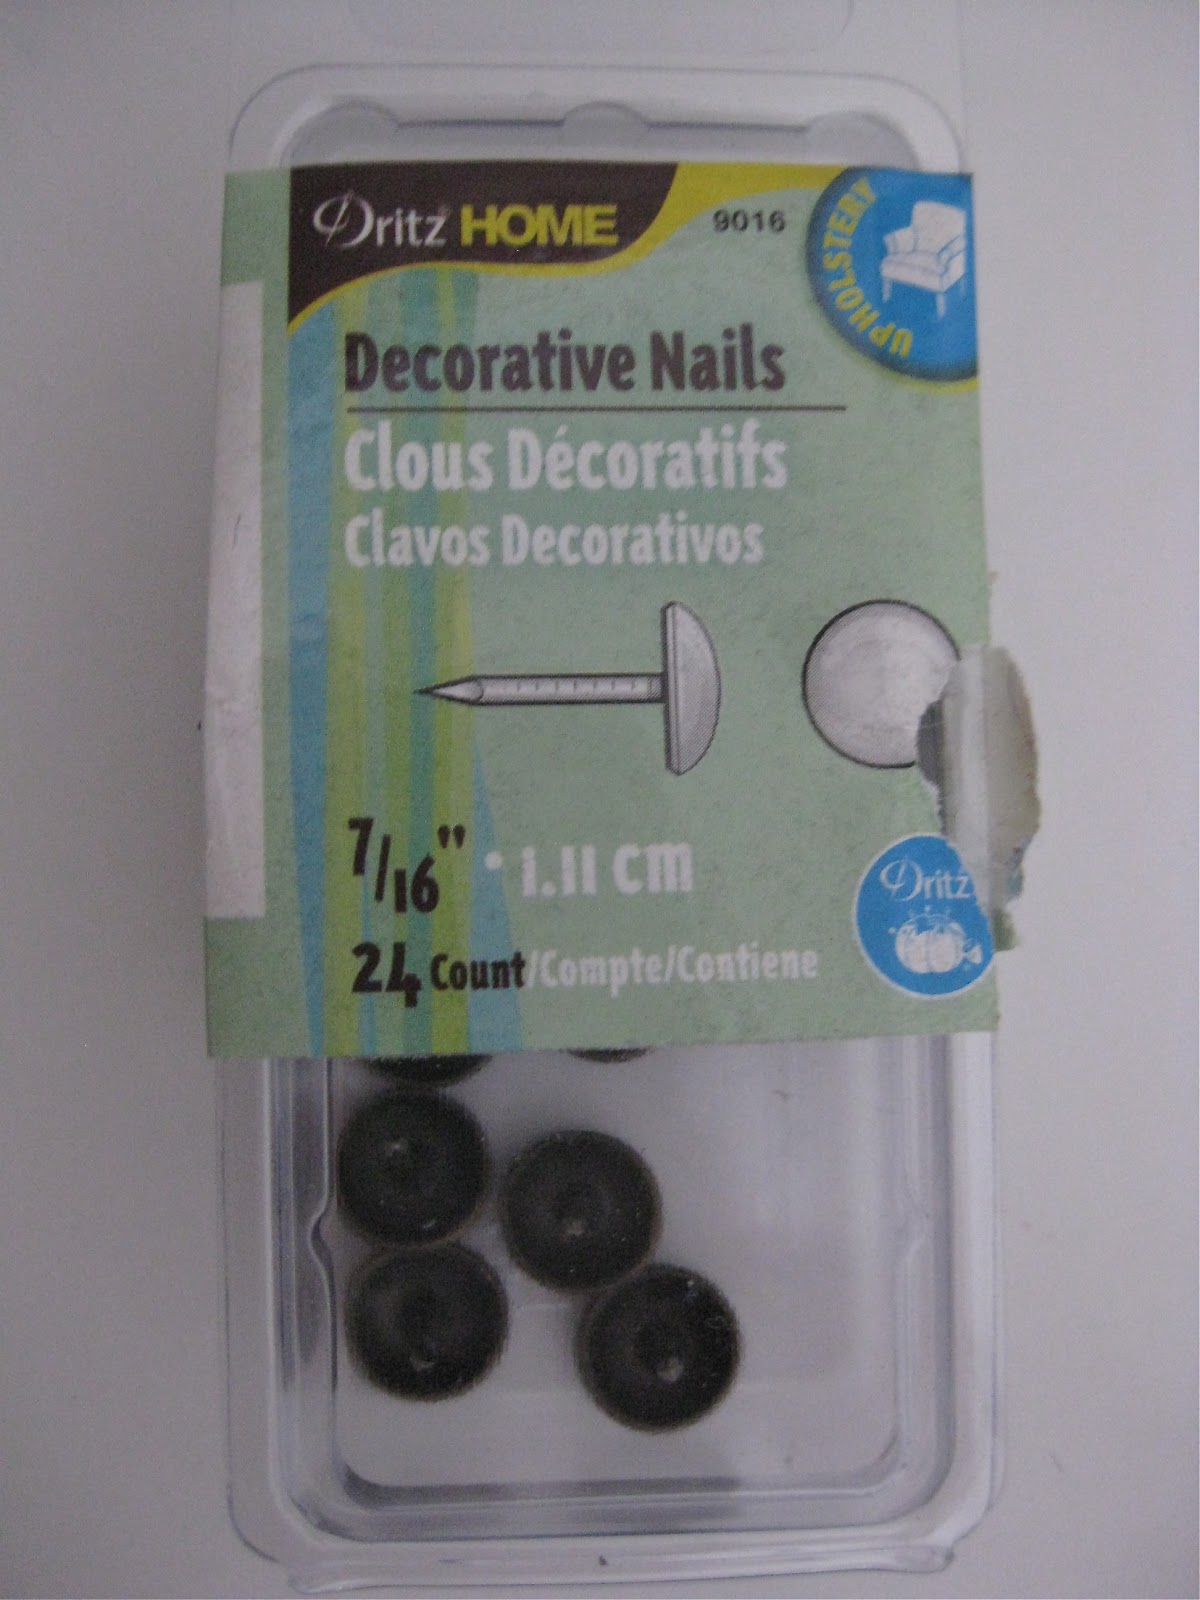 Dritz HOME
9016
UPHOLSTERY
Decorative Nails
Clous Décoratifs
Clavos Decorativos
7/16" • 1.11 cm
24 Count/Compte/Contiene
Dritz